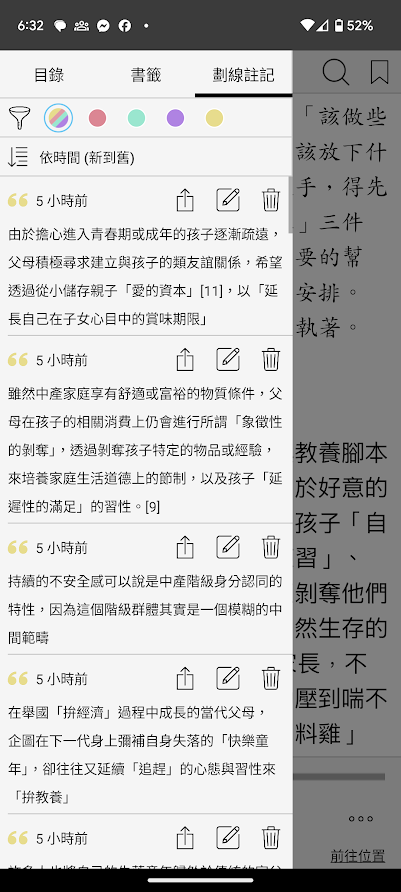 6:32
52%
目錄 書籤 劃線註記
依時間 (新到舊)
5 小時前
由於擔心進入青春期或成年的孩子逐漸疏遠，
父母積極尋求建立與孩子的類友誼關係，希望
透過從小儲存親子「愛的資本」[11]，以「延
長自己在子女心目中的賞味期限」
5 小時前
雖然中產家庭享有舒適或富裕的物質條件，父
母在孩子的相關消費上仍會進行所謂「象徵性
的剝奪」，透過剝奪孩子特定的物品或經驗，
來培養家庭生活道德上的節制，以及孩子「延
遲性的滿足」的習性。[9]
5 小時前
持續的不安全感可以說是中產階級身分認同的
特性，因為這個階級群體其實是一個模糊的中
間範疇
5 小時前
在舉國「拚經濟」過程中成長的當代父母，
企圖在下一代身上彌補自身失落的「快樂童
年」，卻往往又延續「追趕」的心態與習性來
「拚教養」
5 小時前
「該做些
該放下什
手，得先
」三件
要的幫
安排。
執著。
教養腳本
於好意的
孩子「自
習」、
剝奪他們
然生存的
家長，不
壓到喘不
料雞」
前往位置